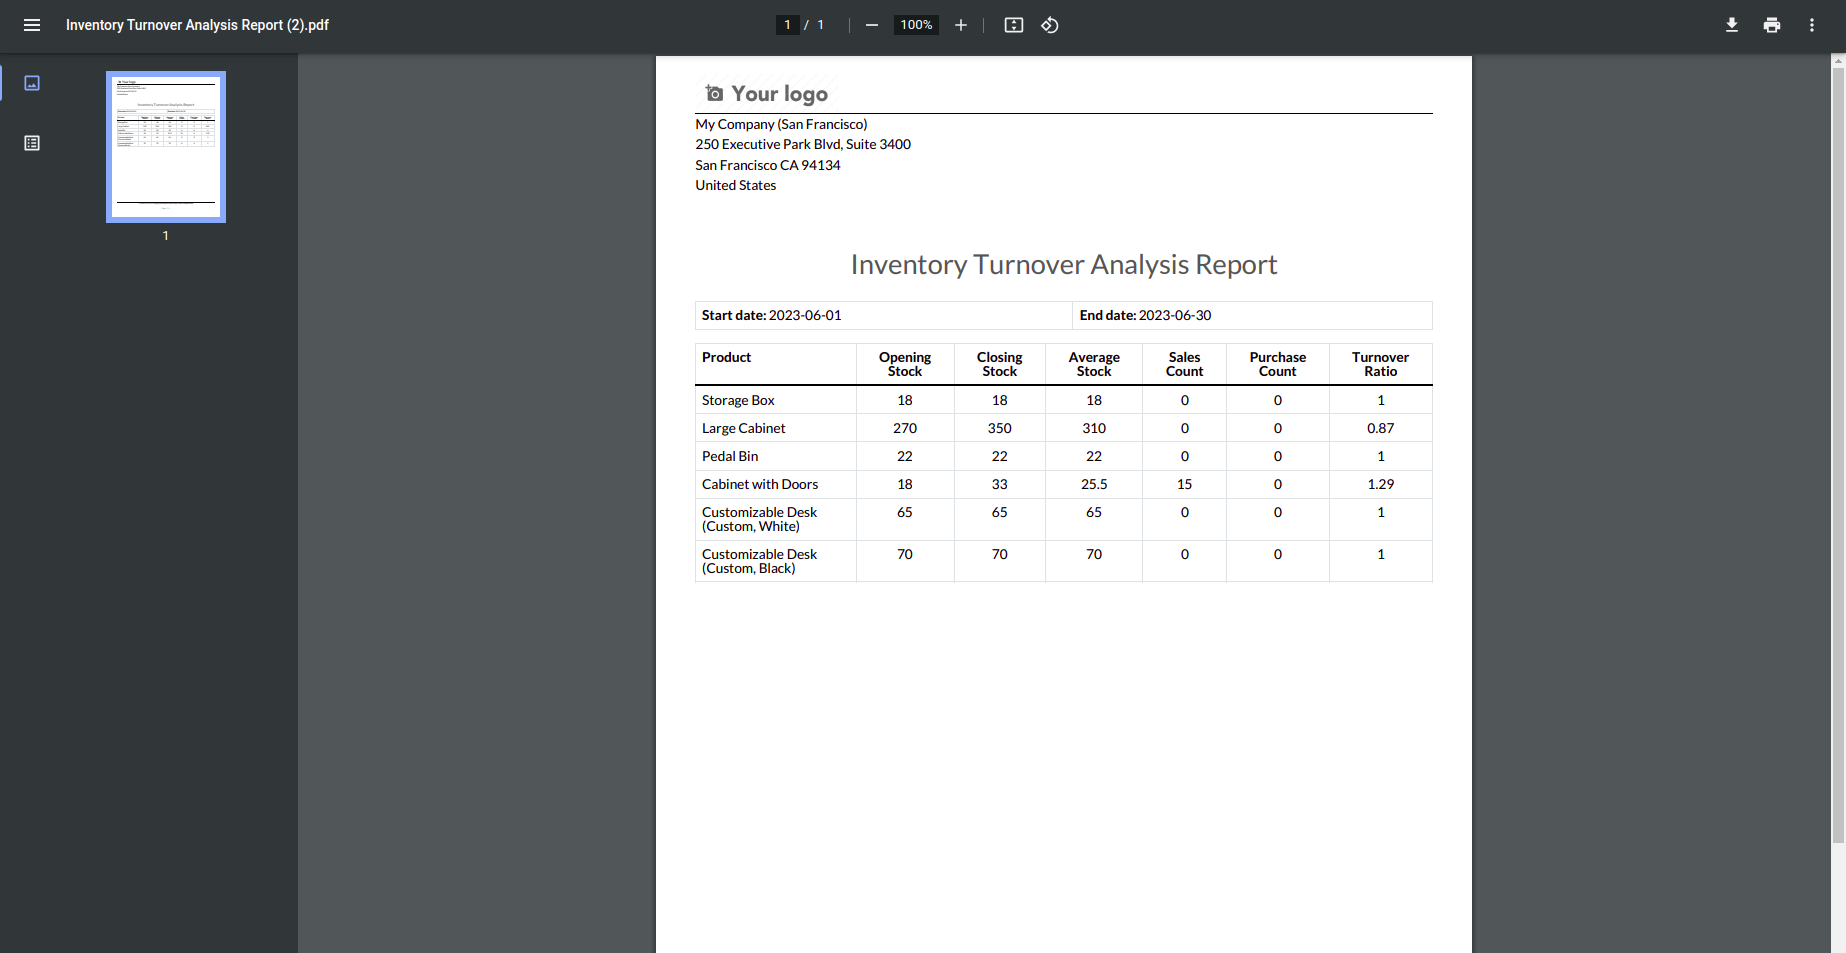 Inventory Turnover Analysis Report (2).pdf
1 / 1
100%
1
Your logo
My Company (San Francisco)
250 Executive Park Blvd, Suite 3400
San Francisco CA 94134
United States
Inventory Turnover Analysis Report
Start date: 2023-06-01 End date: 2023-06-30
Product Opening Stock Closing Stock Average Stock Sales Count Purchase Count Turnover Ratio
Storage Box 18 18 18 0 0 1
Large Cabinet 270 350 310 0 0 0.87
Pedal Bin 22 22 22 0 0 1
Cabinet with Doors 18 33 25.5 15 0 1.29
Customizable Desk (Custom, White) 65 65 65 0 0 1
Customizable Desk (Custom, Black) 70 70 70 0 0 1